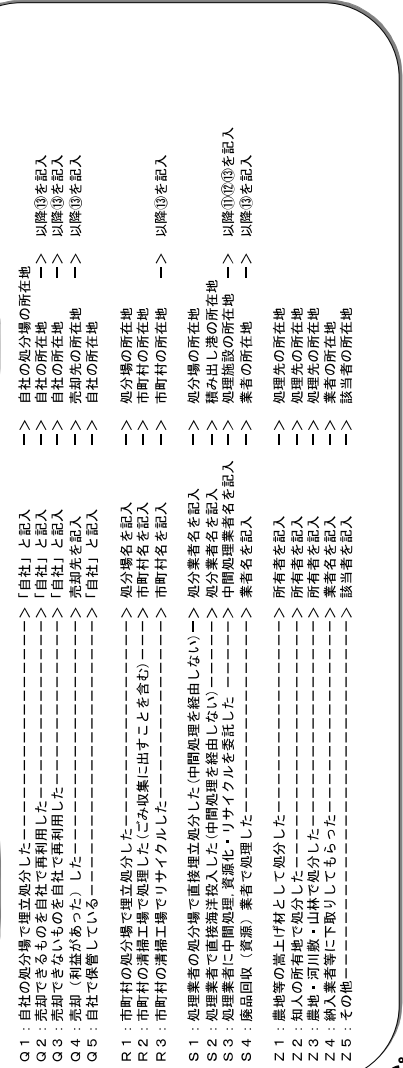 Q1:自社の処分場で埋立処分した―――――――――――――――> 「自社」と記入 ―> 自社の処分場の所在地
Q2:売却できるものを自社で再利用した――――――――――――> 「自社」と記入 ―> 自社の所在地 ―> 以降⑬を記入
Q3:売却できないものを自社で再利用した―――――――――――> 「自社」と記入 ―> 自社の所在地 ―> 以降⑬を記入
Q4:売却(利益があった)した――――――――――――――――> 売却先を記入 ―> 売却先の所在地 ―> 以降⑬を記入
Q5:自社で保管している―――――――――――――――――――> 「自社」と記入 ―> 自社の所在地
R1:市町村の処分場で埋立処分した――――――――――――――> 処分場名を記入 ―> 処分場の所在地
R2:市町村の清掃工場で処理した(ごみ収集に出すことを含む)―――> 市町村名を記入 ―> 市町村の所在地
R3:市町村の清掃工場でリサイクルした――――――――――――> 市町村名を記入 ―> 市町村の所在地 ―> 以降⑬を記入
S1:処理業者の処分場で直接埋立処分した(中間処理を経由しない)―> 処分業者名を記入 ―> 処分場の所在地
S2:処理業者で直接海洋投入した(中間処理を経由しない)―――――> 処分業者名を記入 ―> 積み出し港の所在地
S3:処理業者に中間処理,資源化・リサイクルを委託した ――――> 中間処理業者名を記入 ―> 処理施設の所在地 ―> 以降⑪⑫⑬を記入
S4:廃品回収(資源)業者で処理した―――――――――――――> 業者名を記入 ―> 業者の所在地 ―> 以降⑬を記入
Z1:農地等の嵩上げ材として処分した―――――――――――――> 所有者を記入 ―> 処理先の所在地
Z2:知人の所有地で処分した―――――――――――――――――> 所有者を記入 ―> 処理先の所在地
Z3:農地・河川敷・山林で処分した――――――――――――――> 所有者を記入 ―> 処理先の所在地
Z4:納入業者等に下取りしてもらった―――――――――――――> 業者名を記入 ―> 業者の所在地
Z5:その他―――――――――――――――――――――――――> 該当者を記入 ―> 該当者の所在地